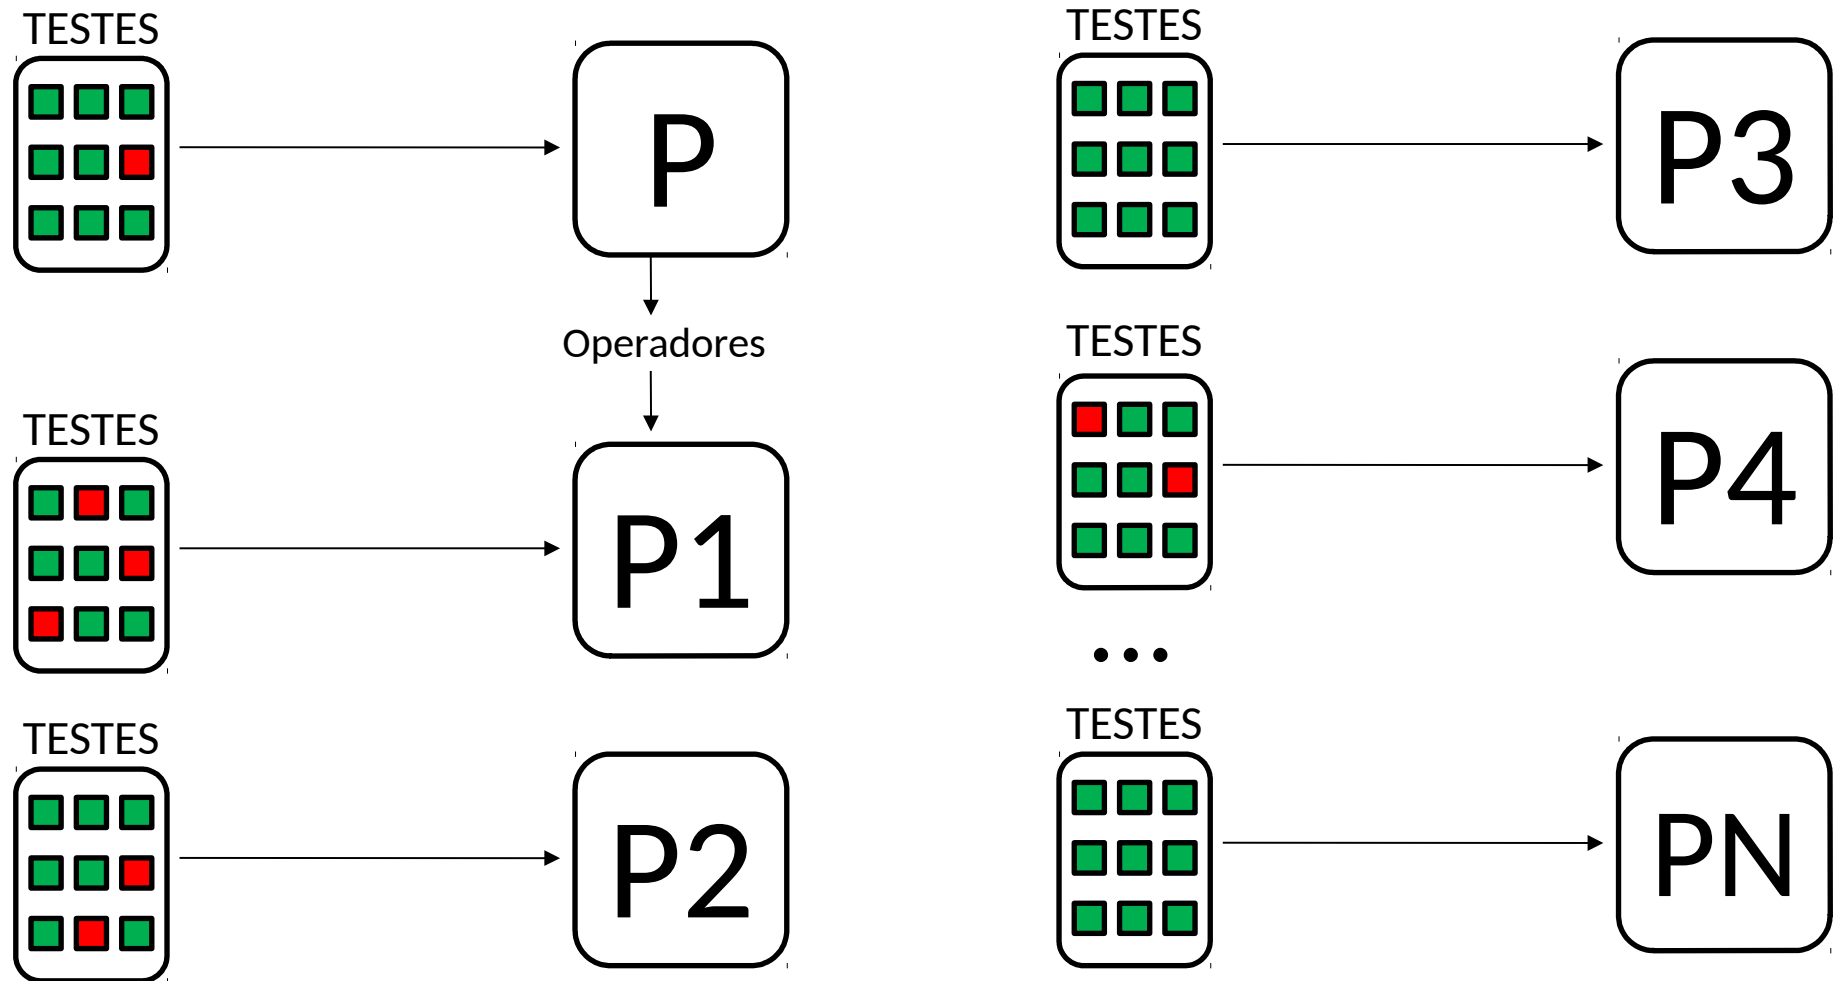 TESTES
P
Operadores
TESTES
P1
TESTES
P2
TESTES
P3
TESTES
P4
...
TESTES
PN